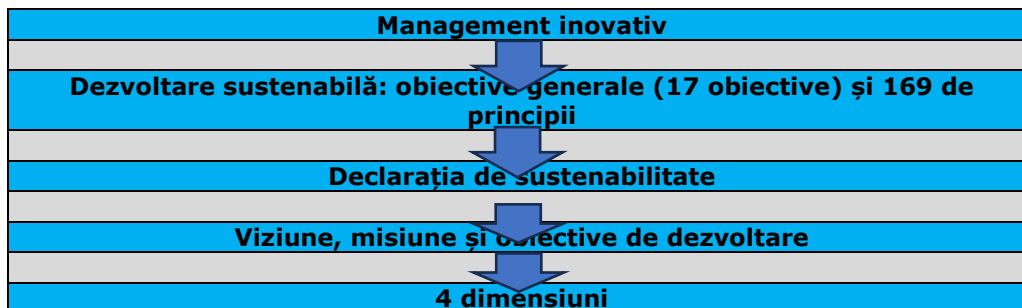 Management inovativ
Dezvoltare sustenabilă: obiective generale (17 obiective) și 169 de
principii
Declarația de sustenabilitate
Viziune, misiune și obiective de dezvoltare
4 dimensiuni